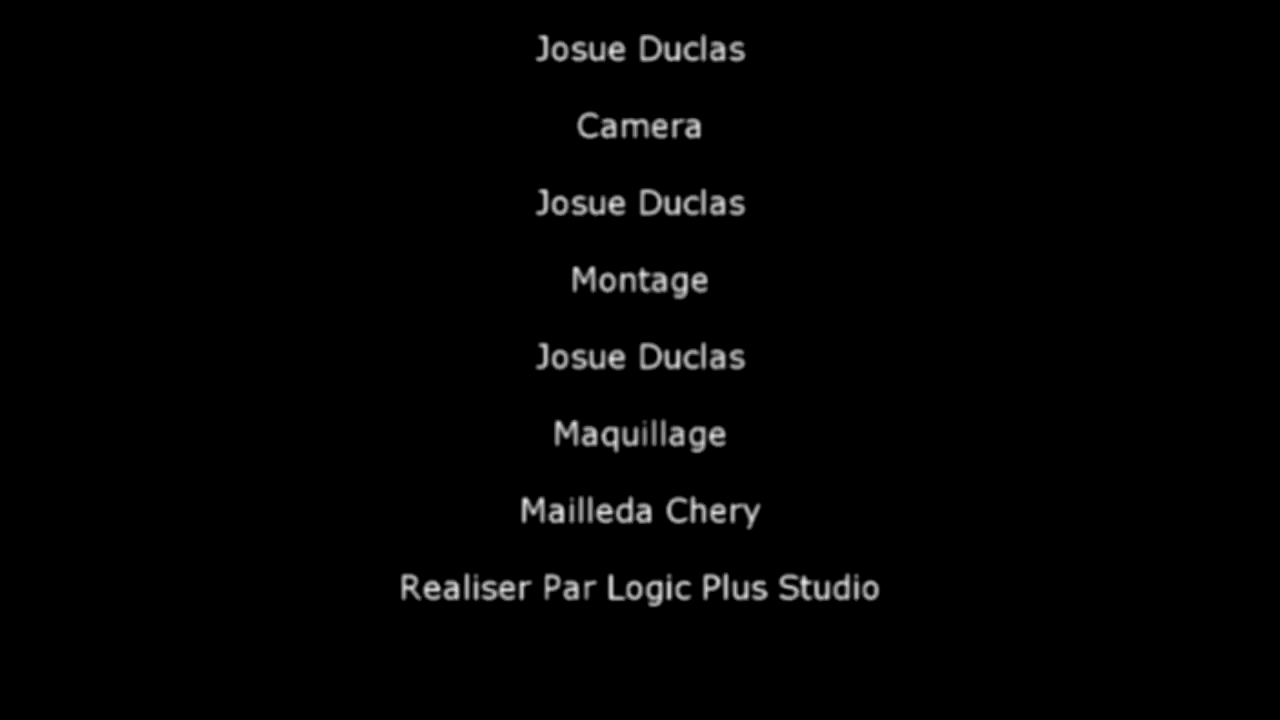 Josue Duclas
Camera
Josue Duclas
Montage
Josue Duclas
Maquillage
Mailleda Chery
Realiser Par Logic Plus Studio